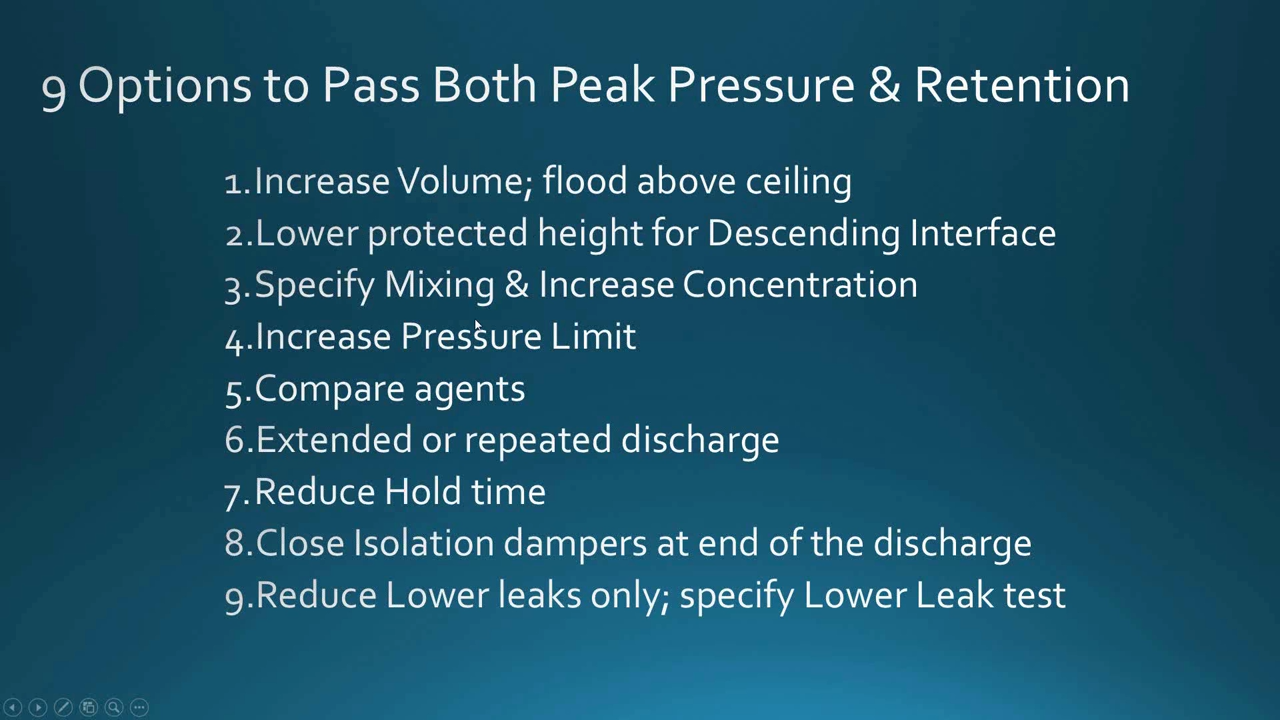 9 Options to Pass Both Peak Pressure & Retention
1.Increase Volume; flood above ceiling
2.Lower protected height for Descending Interface
3.Specify Mixing & Increase Concentration
4.Increase Pressure Limit
5.Compare agents
6.Extended or repeated discharge
7.Reduce Hold time
8.Close Isolation dampers at end of the discharge
9.Reduce Lower leaks only; specify Lower Leak test